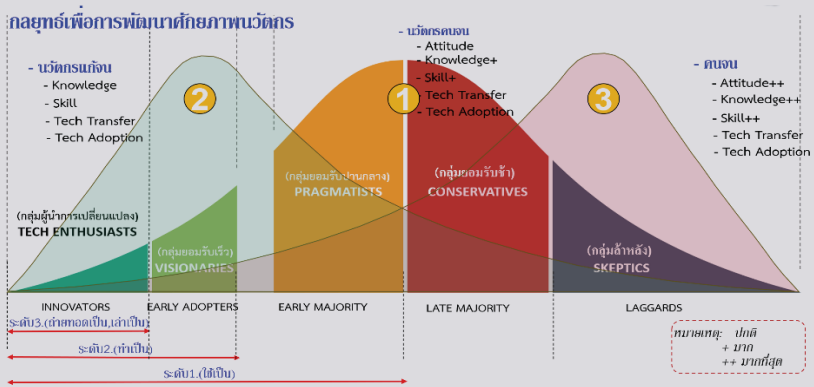 กลยุทธ์เพื่อการพัฒนาศักยภาพนวัตกร
- นวัตกรแก้จน
- Knowledge
- Skill
- Tech Transfer
- Tech Adoption
2
- นวัตกรคนจน
- Attitude
- Knowledge+
- Skill+
- Tech Transfer
- Tech Adoption
1
3
- คนจน
- Attitude++
- Knowledge++
- Skill++
- Tech Transfer
- Tech Adoption
(กลุ่มผู้นำการเปลี่ยนแปลง)
TECH ENTHUSIASTS
(กลุ่มยอมรับเร็ว)
VISIONARIES
(กลุ่มยอมรับปานกลาง)
PRAGMATISTS
(กลุ่มยอมรับช้า)
CONSERVATIVES
(กลุ่มล้าหลัง)
SKEPTICS
INNOVATORS
EARLY ADOPTERS
EARLY MAJORITY
LATE MAJORITY
LAGGARDS
ระดับ3.(ถ่ายทอดเป็น,เล่าเป็น)
ระดับ2.(ทำเป็น)
ระดับ1.(ใช้เป็น)
หมายเหตุ: ปกติ
+ มาก
++ มากที่สุด